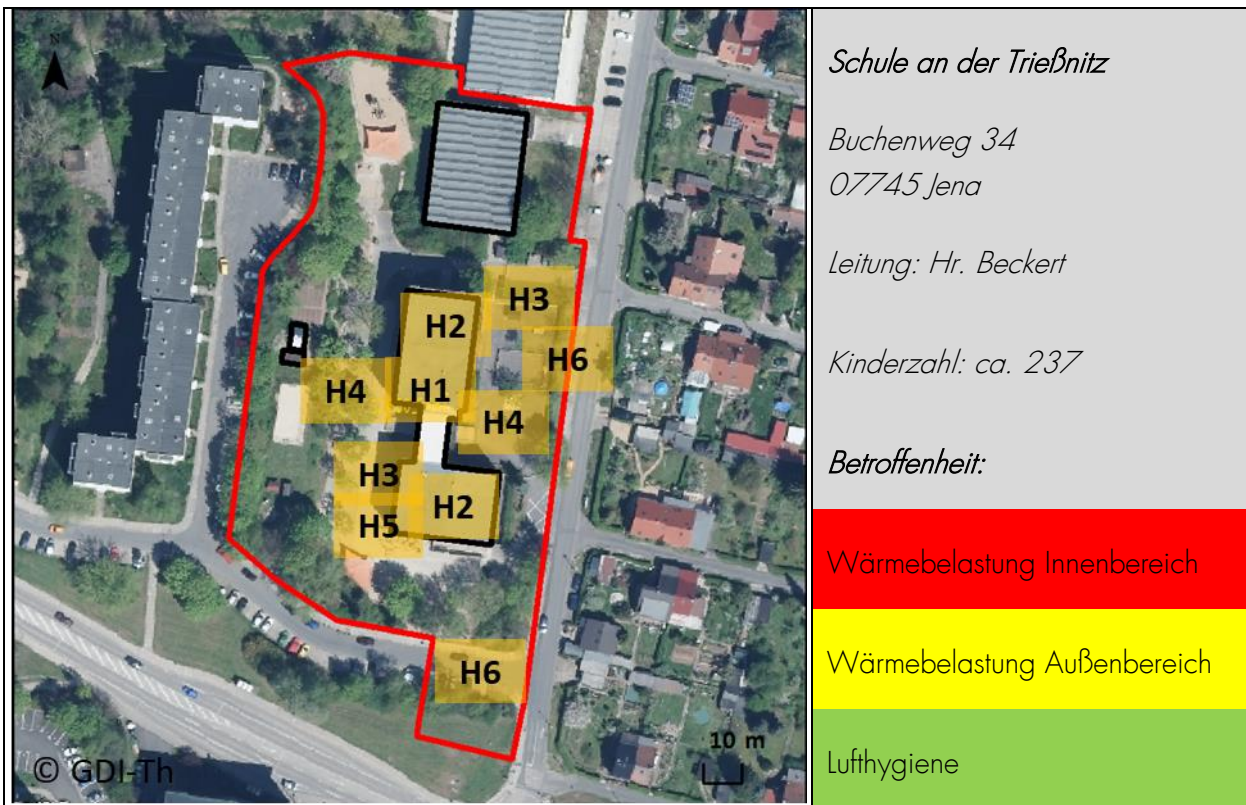 N
H3
H2
H6
H4
H1
H4
H3
H2
H5
H6
10 m
© GDI-Th
Schule an der Trießnitz
Buchenweg 34
07745 Jena
Leitung: Hr. Beckert
Kinderzahl: ca. 237
Betroffenheit:
Wärmebelastung Innenbereich
Wärmebelastung Außenbereich
Lufthygiene